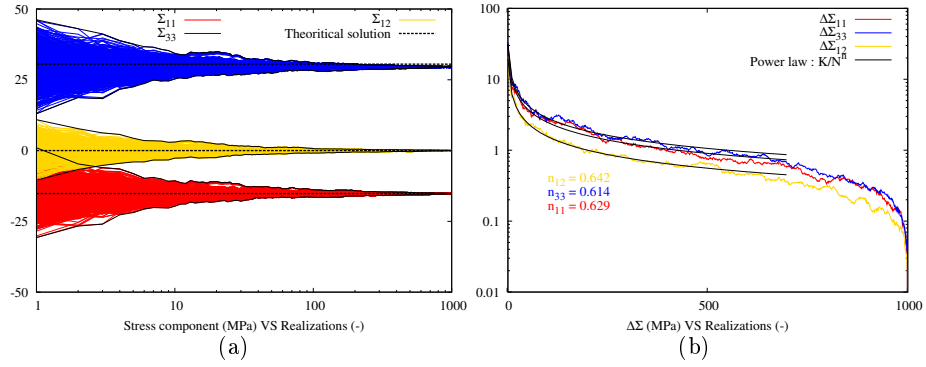 50
25
0
-25
-50
1
10
100
1000
Σ11
Σ33
Σ12
Theoritical solution
Stress component (MPa) VS Realizations (-)
(a)
100
10
1
0.1
0.01
0
500
1000
ΔΣ11
ΔΣ33
ΔΣ12
Power law : K/N^n
n12 = 0.642
n33 = 0.614
n11 = 0.629
ΔΣ (MPa) VS Realizations (-)
(b)